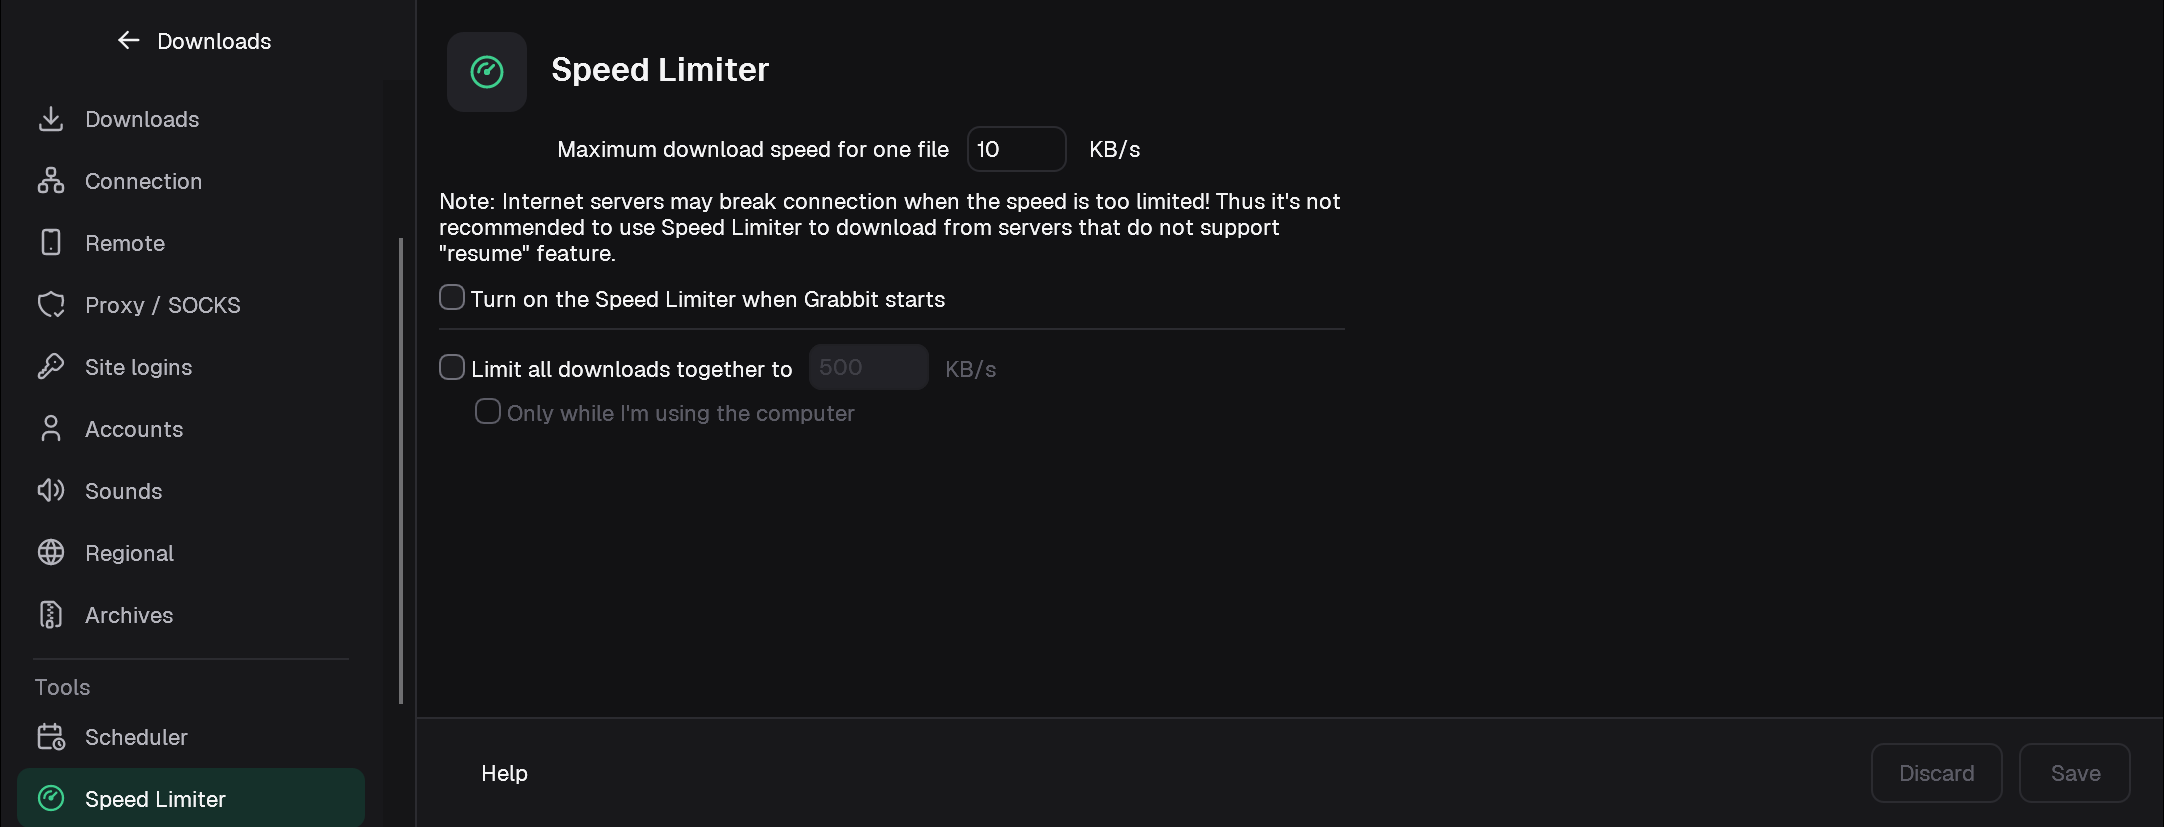 Downloads
Downloads
Connection
Remote
Proxy / SOCKS
Site logins
Accounts
Sounds
Regional
Archives
Tools
Scheduler
Speed Limiter
Speed Limiter
Maximum download speed for one file 10 KB/s
Note: Internet servers may break connection when the speed is too limited! Thus it's not
recommended to use Speed Limiter to download from servers that do not support
"resume" feature.
Turn on the Speed Limiter when Grabbit starts
Limit all downloads together to 500 KB/s
Only while I'm using the computer
Help
Discard
Save